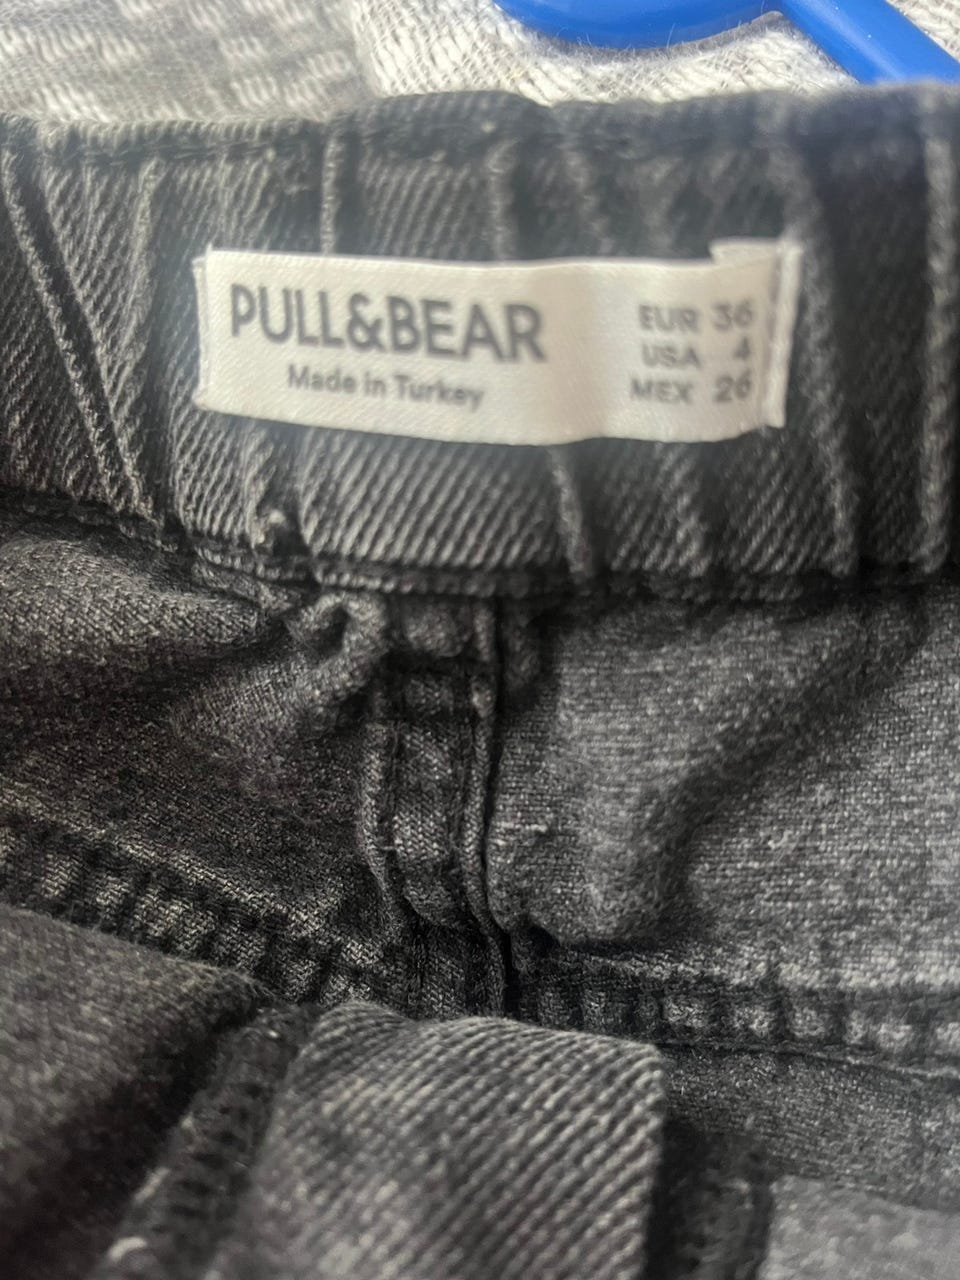 PULL&BEAR
Made in Turkey
EUR 36
USA 4
MEX 26